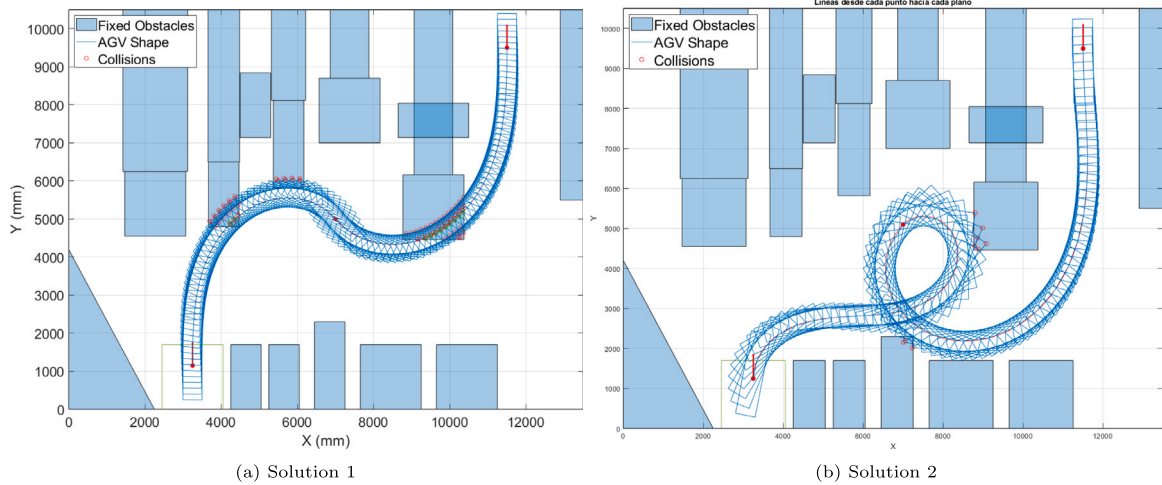 Lineas desde cada punto hacia cada plano
Fixed Obstacles
AGV Shape
Collisions
10000
9000
8000
7000
6000
5000
4000
3000
2000
1000
0
Y (mm)
0 2000 4000 6000 8000 10000 12000
X (mm)
(a) Solution 1
Fixed Obstacles
AGV Shape
Collisions
10000
9000
8000
7000
6000
5000
4000
3000
2000
1000
0
Y
0 2000 4000 6000 8000 10000 12000
X
(b) Solution 2